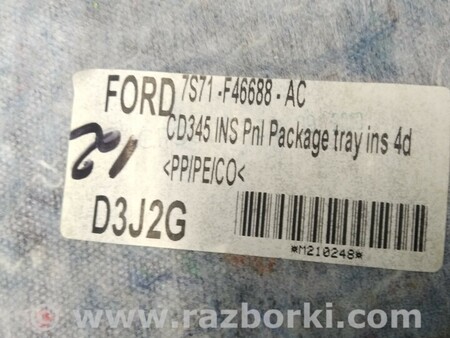 FORD 7S71-F46688-AC
CD345 INS Pnl Package tray ins 4d
<PP/PE/CO<
12
D3J2G
*M210248*
www.razborki.com